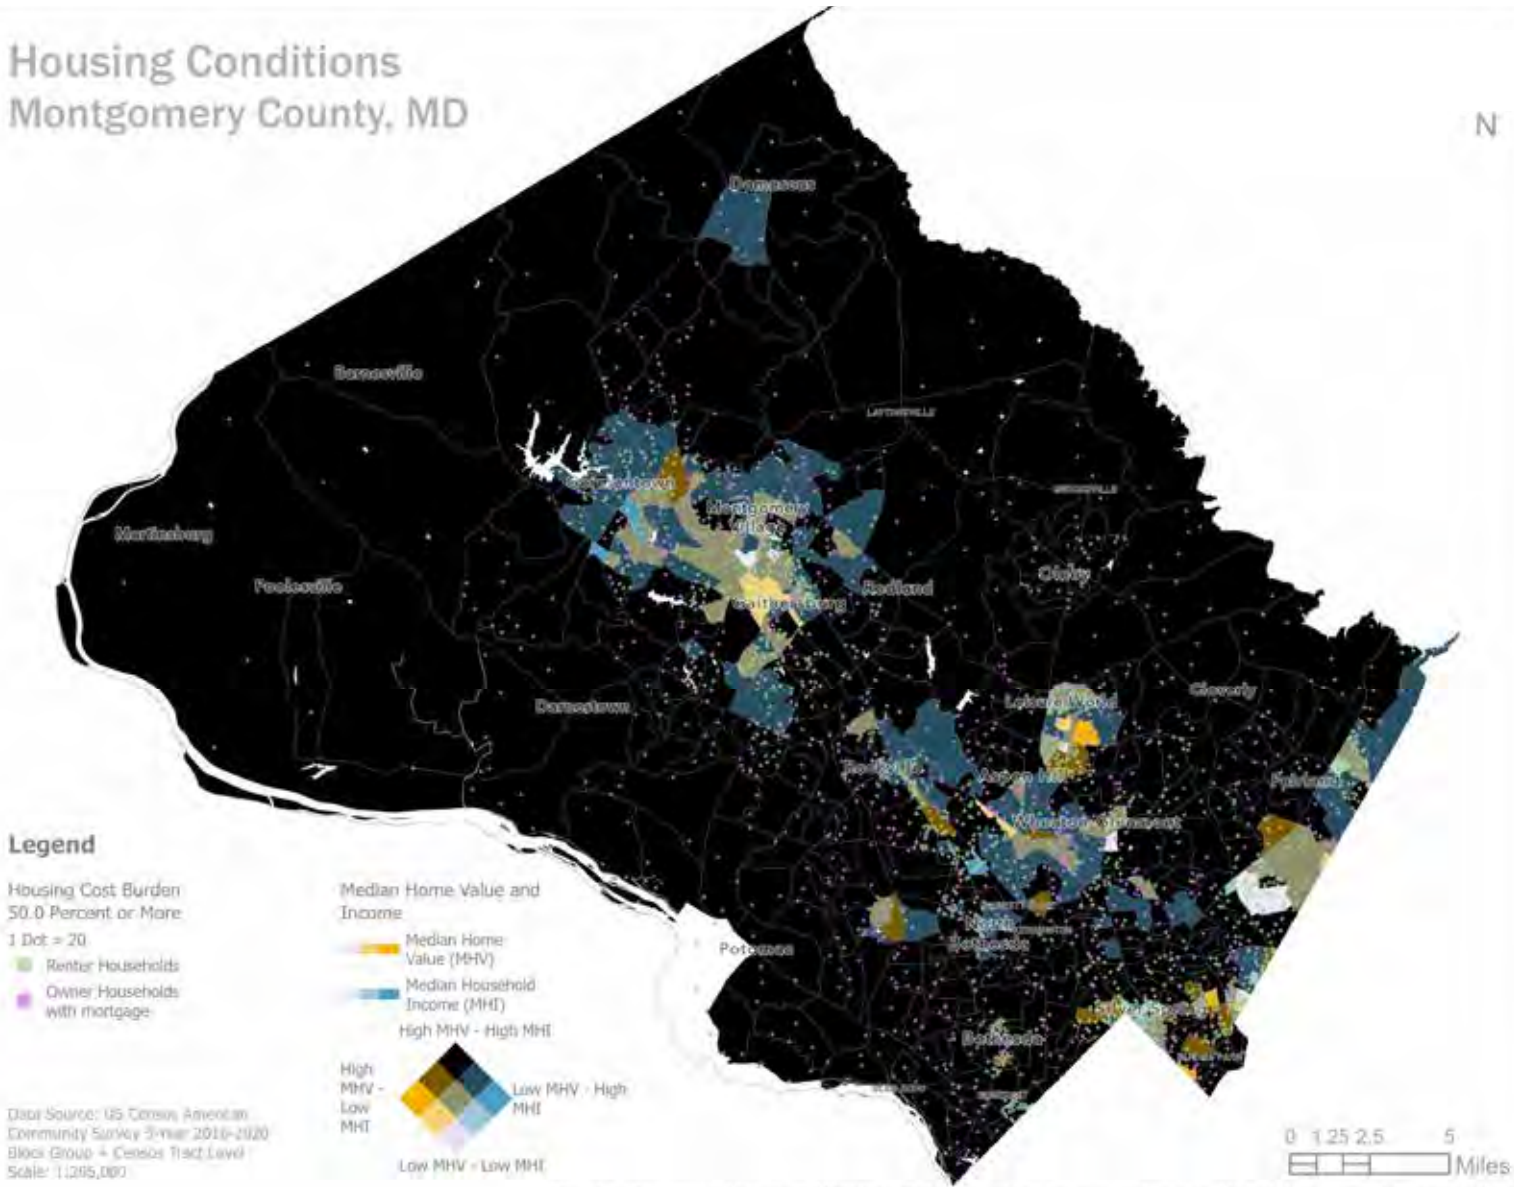 Housing Conditions
Montgomery County, MD
N
Damascus
Barnesville
LAYTONSVILLE
Germantown
Montgomery
Village
Martinsburg
Poolesville
Olney
Redland
Gaithersburg
Darnestown
Leisure World
Cloverly
Rockville
Aspen Hill
Fairland
Wheaton-Glenmont
North
Bethesda
Potomac
Silver Spring
Bethesda
Legend
Housing Cost Burden
50.0 Percent or More
1 Dot = 20
Renter Households
Owner Households
with mortgage
Median Home Value and
Income
Median Home
Value (MHV)
Median Household
Income (MHI)
High MHV - High MHI
High
MHV -
Low
MHI
Low MHV - High
MHI
Low MHV - Low MHI
Data Source: US Census American
Community Survey 5-Year 2016-2020
Block Group + Census Tract Level
0 1.25 2.5 5
Miles